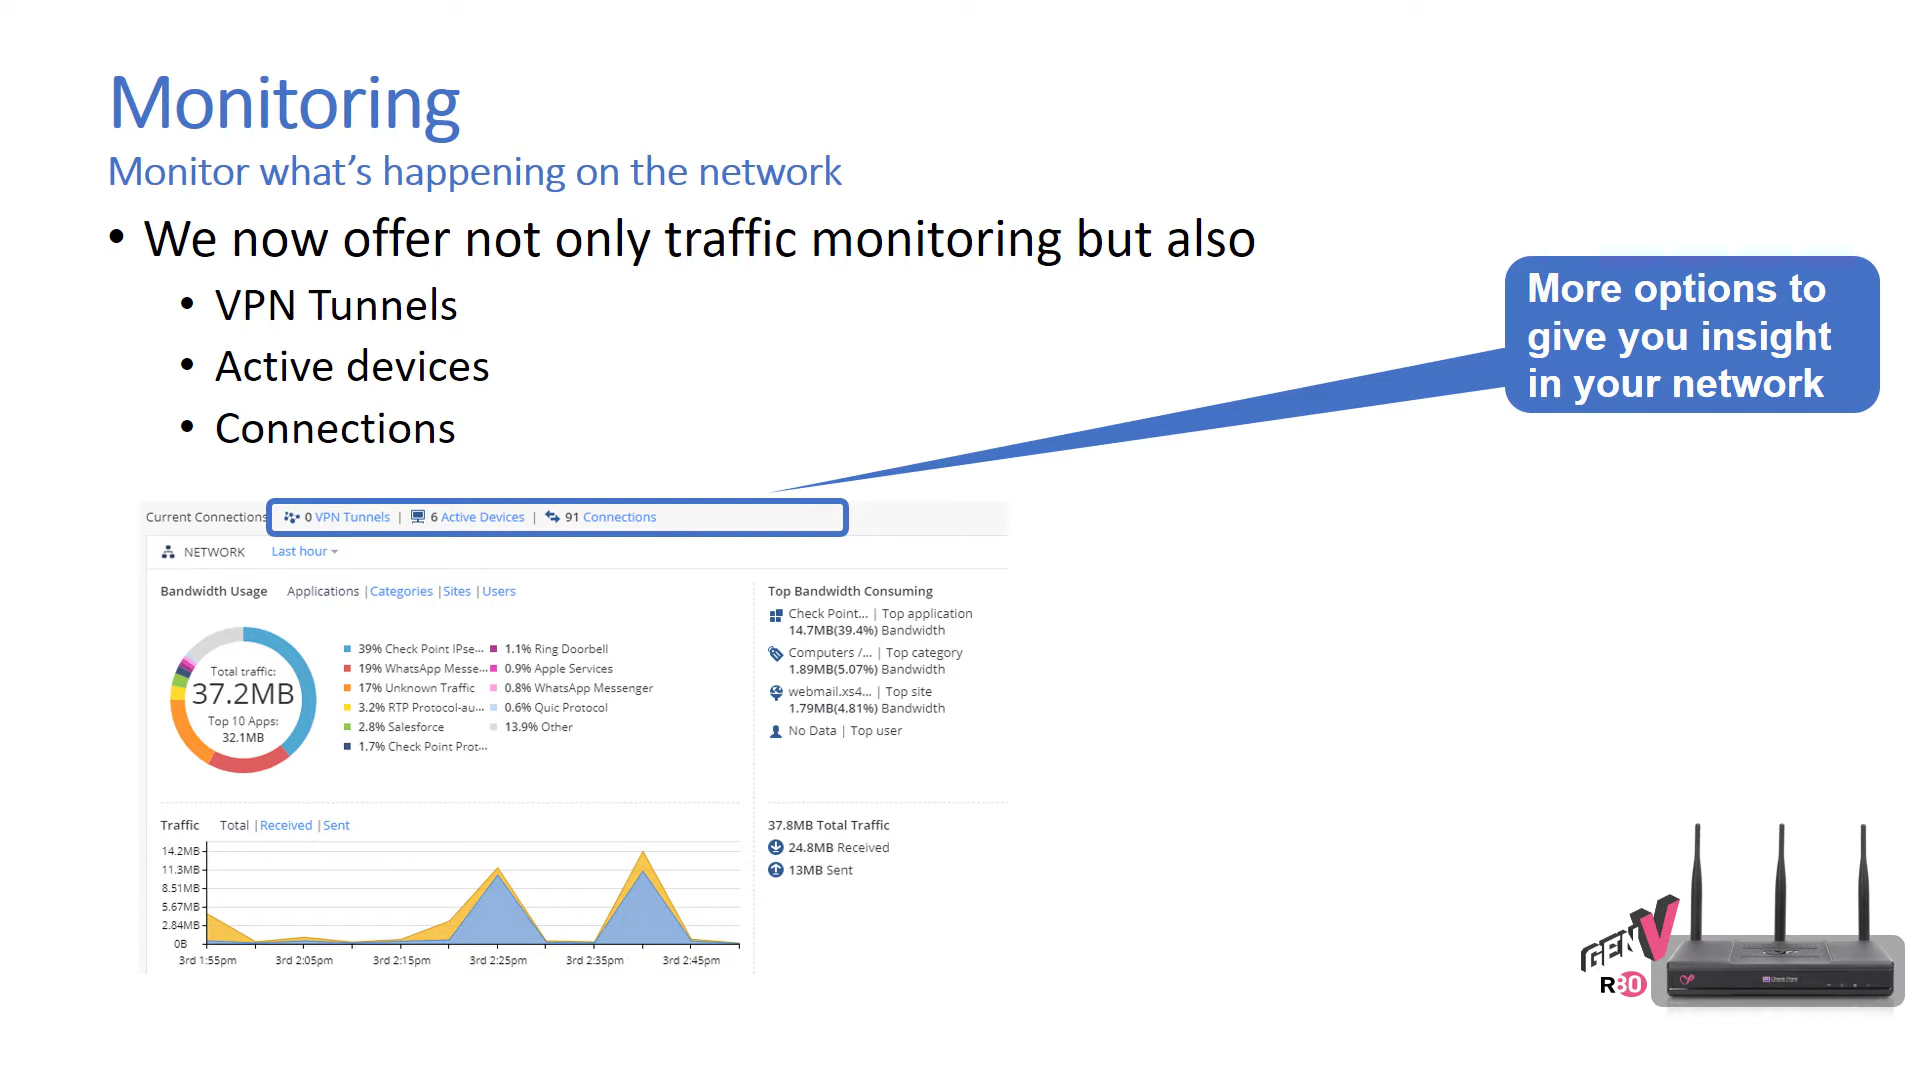 Monitoring
Monitor what’s happening on the network
• We now offer not only traffic monitoring but also
• VPN Tunnels
• Active devices
• Connections
More options to
give you insight
in your network
Current Connections 0 VPN Tunnels | 6 Active Devices | 91 Connections
NETWORK Last hour
Bandwidth Usage Applications | Categories | Sites | Users
Total traffic:
37.2MB
Top 10 Apps:
32.1MB
39% Check Point IPse...
19% WhatsApp Messe...
17% Unknown Traffic
3.2% RTP Protocol-au...
2.8% Salesforce
1.7% Check Point Prot...
1.1% Ring Doorbell
0.9% Apple Services
0.8% WhatsApp Messenger
0.6% Quic Protocol
13.9% Other
Top Bandwidth Consuming
Check Point... | Top application
14.7MB(39.4%) Bandwidth
Computers /... | Top category
1.89MB(5.07%) Bandwidth
webmail.xs4... | Top site
1.79MB(4.81%) Bandwidth
No Data | Top user
Traffic Total | Received | Sent
14.2MB
11.3MB
8.51MB
5.67MB
2.84MB
0B
3rd 1:55pm 3rd 2:05pm 3rd 2:15pm 3rd 2:25pm 3rd 2:35pm 3rd 2:45pm
37.8MB Total Traffic
24.8MB Received
13MB Sent
GEN V
R80
Check Point